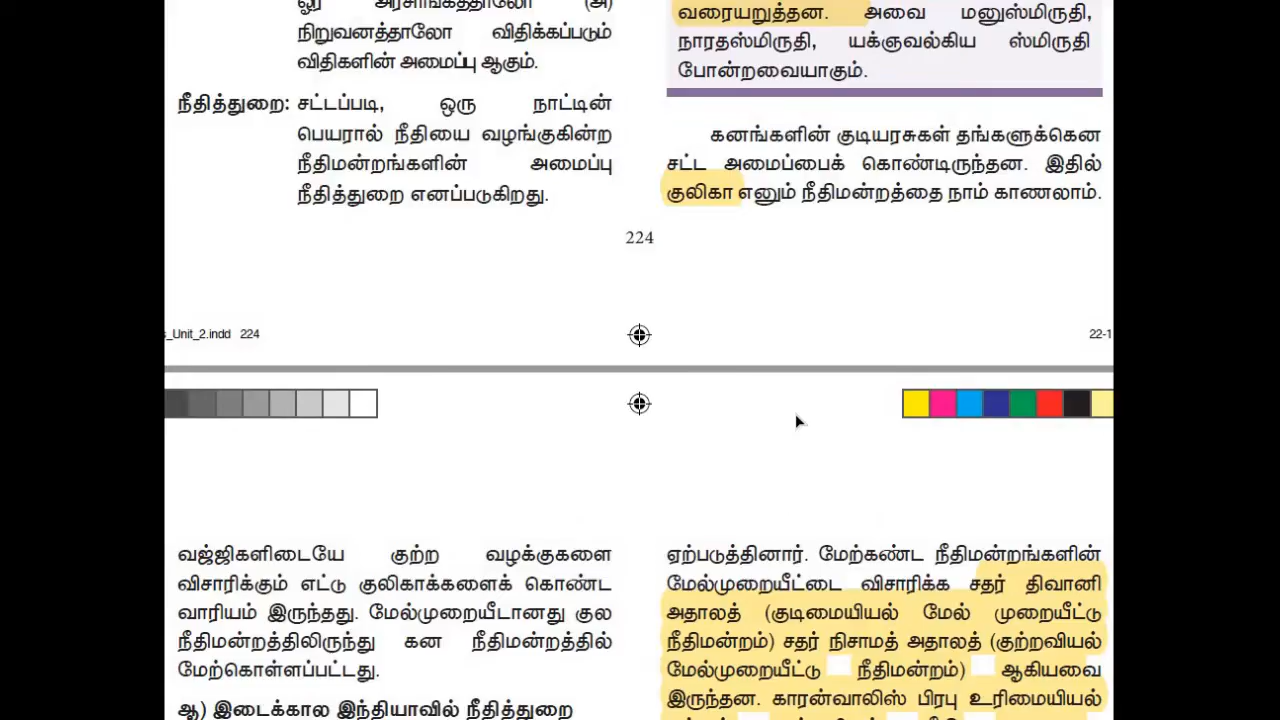 ஓர் அரசாங்கத்தாலோ (அ)
நிறுவனத்தாலோ விதிக்கப்படும்
விதிகளின் அமைப்பு ஆகும்.
நீதித்துறை: சட்டப்படி, ஒரு நாட்டின்
பெயரால் நீதியை வழங்குகின்ற
நீதிமன்றங்களின் அமைப்பு
நீதித்துறை எனப்படுகிறது.
வரையறுத்தன. அவை மனுஸ்மிருதி,
நாரதஸ்மிருதி, யக்ஞவல்கிய ஸ்மிருதி
போன்றவையாகும்.
கனங்களின் குடியரசுகள் தங்களுக்கென
சட்ட அமைப்பைக் கொண்டிருந்தன. இதில்
குலிகா எனும் நீதிமன்றத்தை நாம் காணலாம்.
224
s_Unit_2.indd 224
22-1
வஜ்ஜிகளிடையே குற்ற வழக்குகளை
விசாரிக்கும் எட்டு குலிகாக்களைக் கொண்ட
வாரியம் இருந்தது. மேல்முறையீடானது குல
நீதிமன்றத்திலிருந்து கன நீதிமன்றத்தில்
மேற்கொள்ளப்பட்டது.
ஆ) இடைக்கால இந்தியாவில் நீதித்துறை
ஏற்படுத்தினார். மேற்கண்ட நீதிமன்றங்களின்
மேல்முறையீட்டை விசாரிக்க சதர் திவானி
அதாலத் (குடிமையியல் மேல் முறையீட்டு
நீதிமன்றம்) சதர் நிசாமத் அதாலத் (குற்றவியல்
மேல்முறையீட்டு நீதிமன்றம்) ஆகியவை
இருந்தன. காரன்வாலிஸ் பிரபு உரிமையியல்